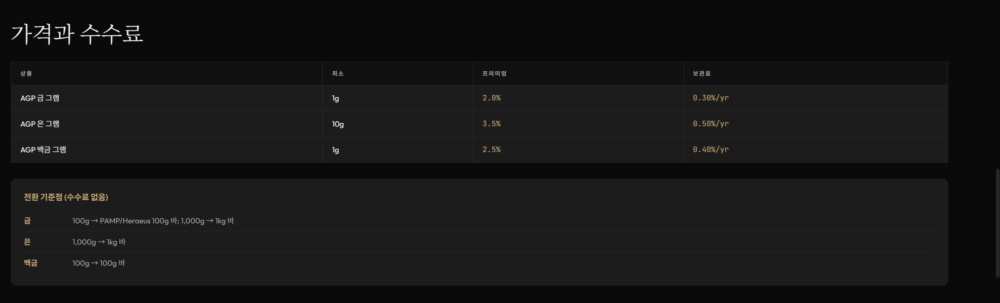 가격과 수수료
상품 최소 프리미엄 보관료
AGP 금 그램 1g 2.0% 0.30%/yr
AGP 은 그램 10g 3.5% 0.50%/yr
AGP 백금 그램 1g 2.5% 0.40%/yr
전환 기준점 (수수료 없음)
금 100g → PAMP/Heraeus 100g 바; 1,000g → 1kg 바
은 1,000g → 1kg 바
백금 100g → 100g 바